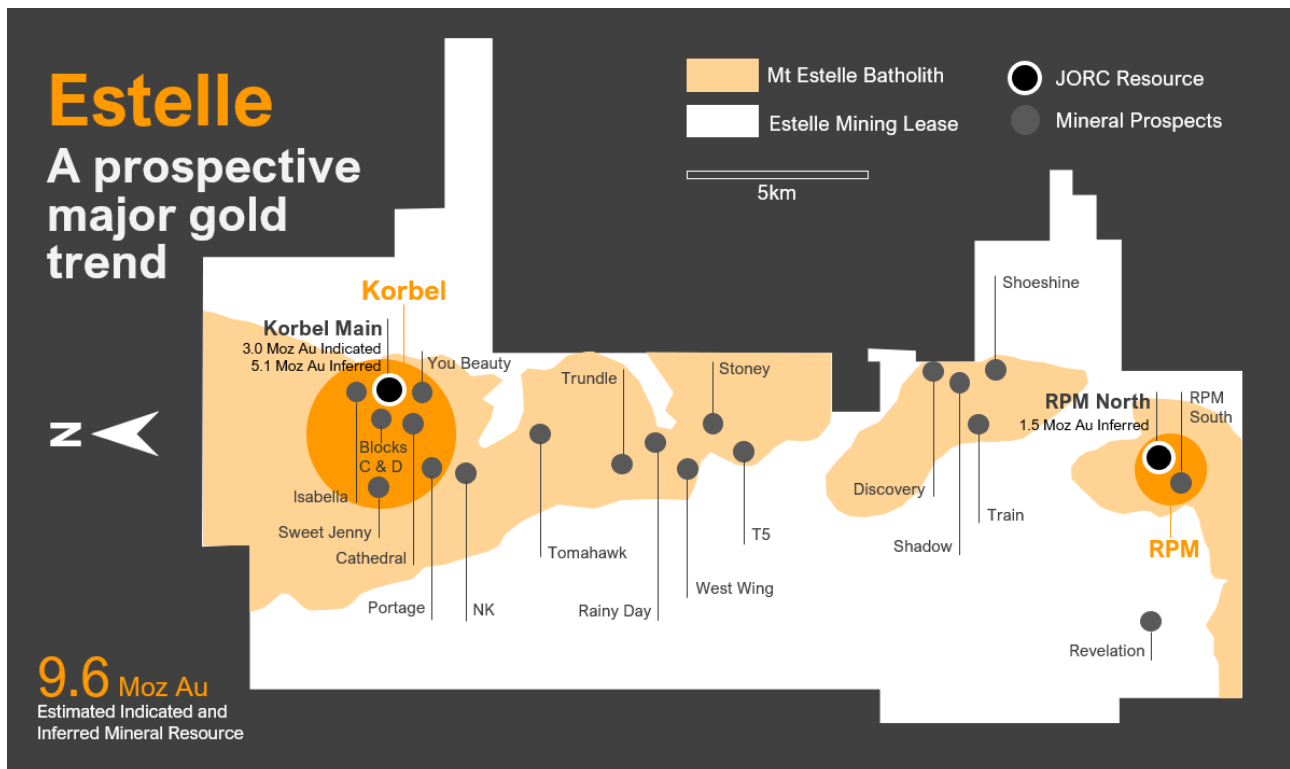 Estelle
A prospective
major gold
trend
Mt Estelle Batholith
Estelle Mining Lease
JORC Resource
Mineral Prospects
5km
N
Korbel
Korbel Main
3.0 Moz Au Indicated
5.1 Moz Au Inferred
You Beauty
Blocks
C & D
Isabella
Sweet Jenny
Cathedral
Portage
NK
Tomahawk
Trundle
Rainy Day
Stoney
West Wing
T5
Shoeshine
Discovery
Shadow
Train
RPM North
1.5 Moz Au Inferred
RPM
South
RPM
Revelation
9.6 Moz Au
Estimated Indicated and
Inferred Mineral Resource